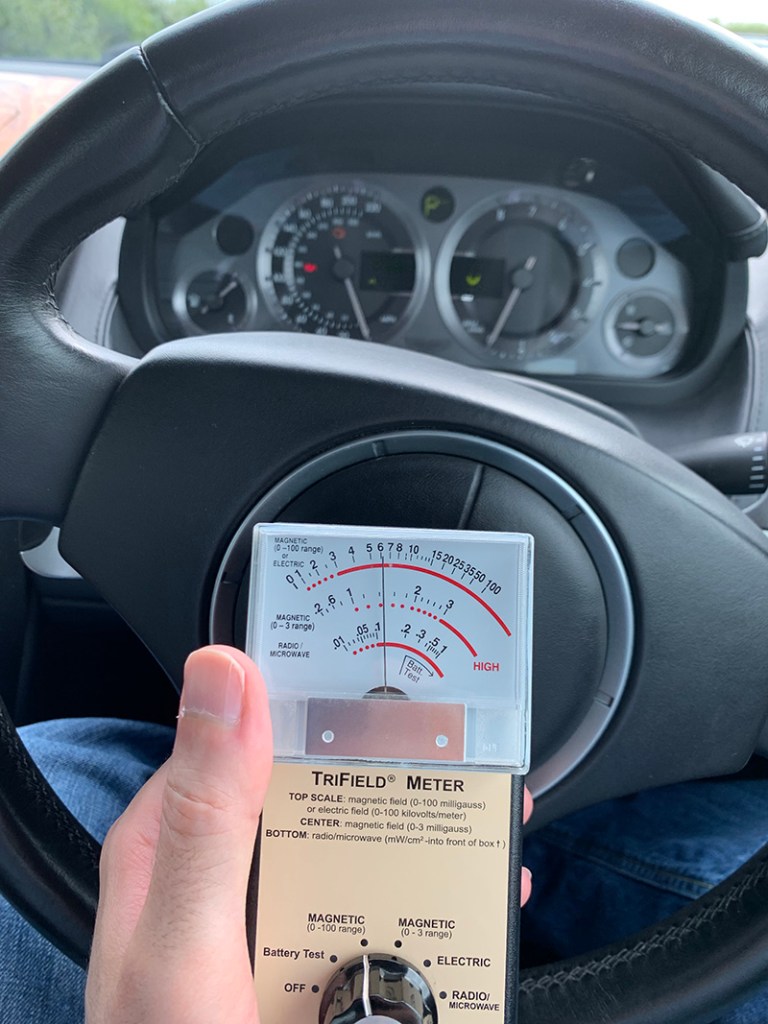 MAGNETIC
(0 –100 range)
or
ELECTRIC
0 1 2 3 4 5 6 7 8 10 15 20 25 35 50 100
MAGNETIC
(0 – 3 range)
.2 .6 1 2 3
RADIO /
MICROWAVE
.01 .05 .1 .2 .3 .5 1
Batt.
Test
HIGH
TRIFIELD® METER
TOP SCALE: magnetic field (0-100 milligauss)
or electric field (0-100 kilovolts/meter)
CENTER: magnetic field (0-3 milligauss)
BOTTOM: radio/microwave (mW/cm²-into front of box↑)
MAGNETIC
(0 -100 range)
MAGNETIC
(0 - 3 range)
Battery Test
ELECTRIC
OFF
RADIO/
MICROWAVE